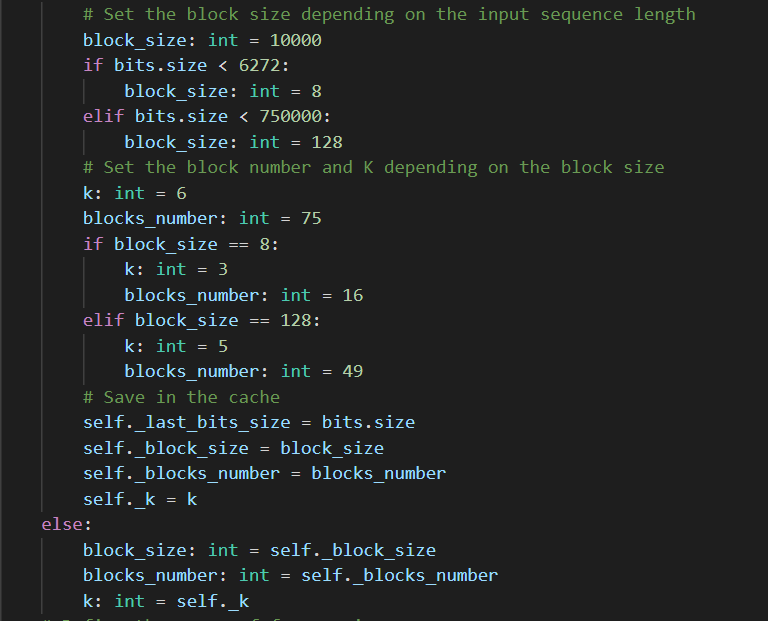 # Set the block size depending on the input sequence length
block_size: int = 10000
if bits.size < 6272:
block_size: int = 8
elif bits.size < 750000:
block_size: int = 128
# Set the block number and K depending on the block size
k: int = 6
blocks_number: int = 75
if block_size == 8:
k: int = 3
blocks_number: int = 16
elif block_size == 128:
k: int = 5
blocks_number: int = 49
# Save in the cache
self._last_bits_size = bits.size
self._block_size = block_size
self._blocks_number = blocks_number
self._k = k
else:
block_size: int = self._block_size
blocks_number: int = self._blocks_number
k: int = self._k